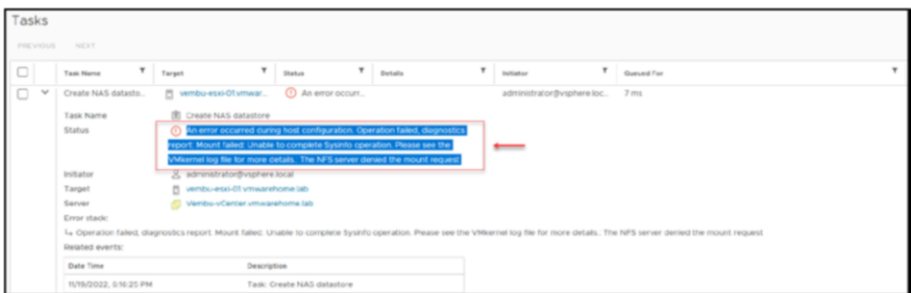 Tasks
PREVIOUS NEXT
Task Name Target Status Details Initiator Queued For
Create NAS datasto... vembu-esxi-01.vmwar... An error occurr... administrator@vsphere.loc... 7 ms
Task Name Create NAS datastore
Status An error occurred during host configuration. Operation failed, diagnostics
report: Mount failed: Unable to complete Sysinfo operation. Please see the
VMkernel log file for more details.. The NFS server denied the mount request
Initiator administrator@vsphere.local
Target vembu-esxi-01.vmwarehome.lab
Server Vembu-vCenter.vmwarehome.lab
Error stack:
Operation failed, diagnostics report: Mount failed: Unable to complete Sysinfo operation. Please see the VMkernel log file for more details.. The NFS server denied the mount request
Related events:
Date Time Description
11/19/2022, 5:16:25 PM Task: Create NAS datastore